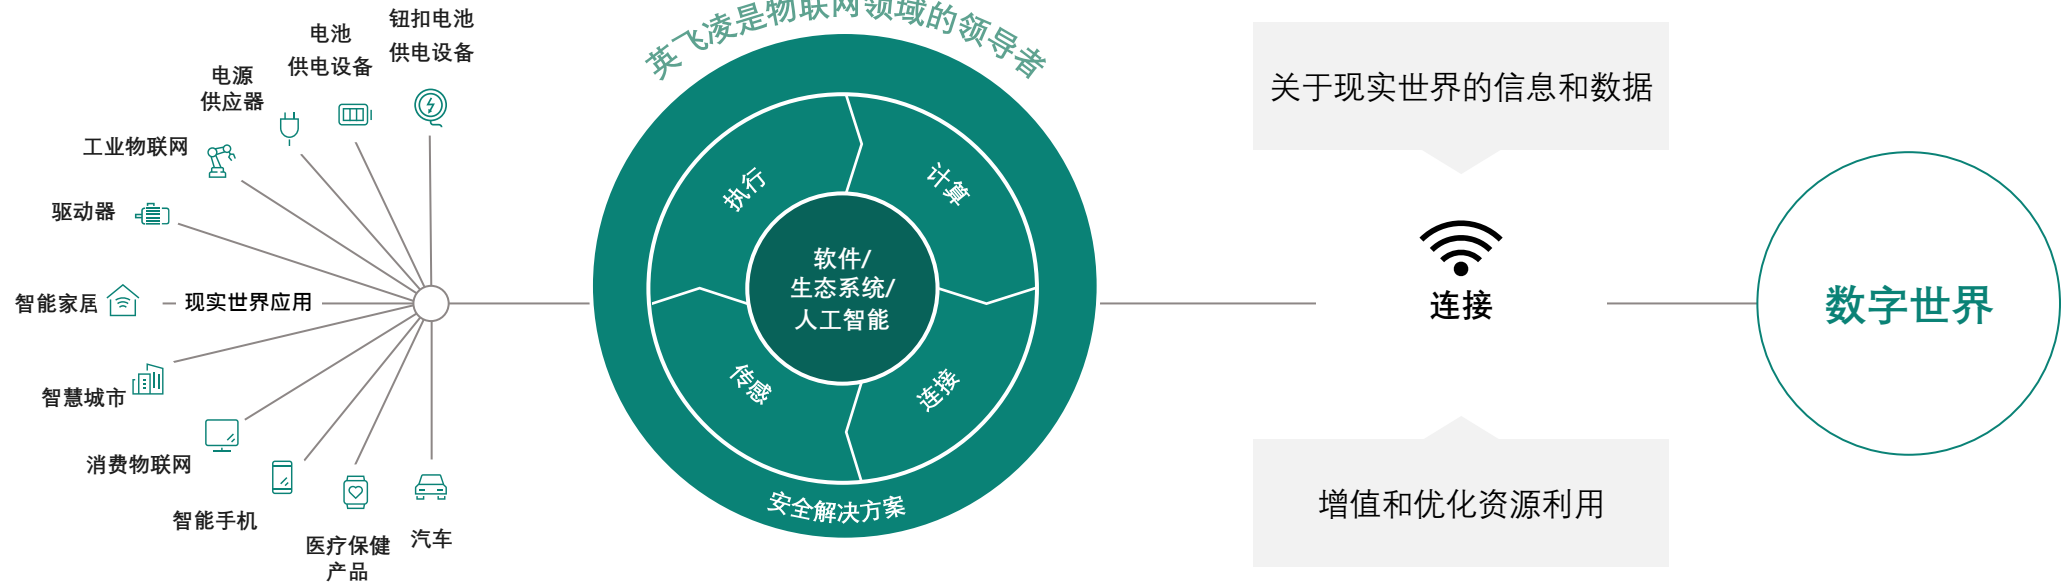 钮扣电池
供电设备
电池
供电设备
电源
供应器
工业物联网
驱动器
智能家居
现实世界应用
智慧城市
消费物联网
智能手机
医疗保健
产品
汽车
英飞凌是物联网领域的领导者
执行
计算
软件/
生态系统/
人工智能
传感
连接
安全解决方案
关于现实世界的信息和数据
连接
增值和优化资源利用
数字世界